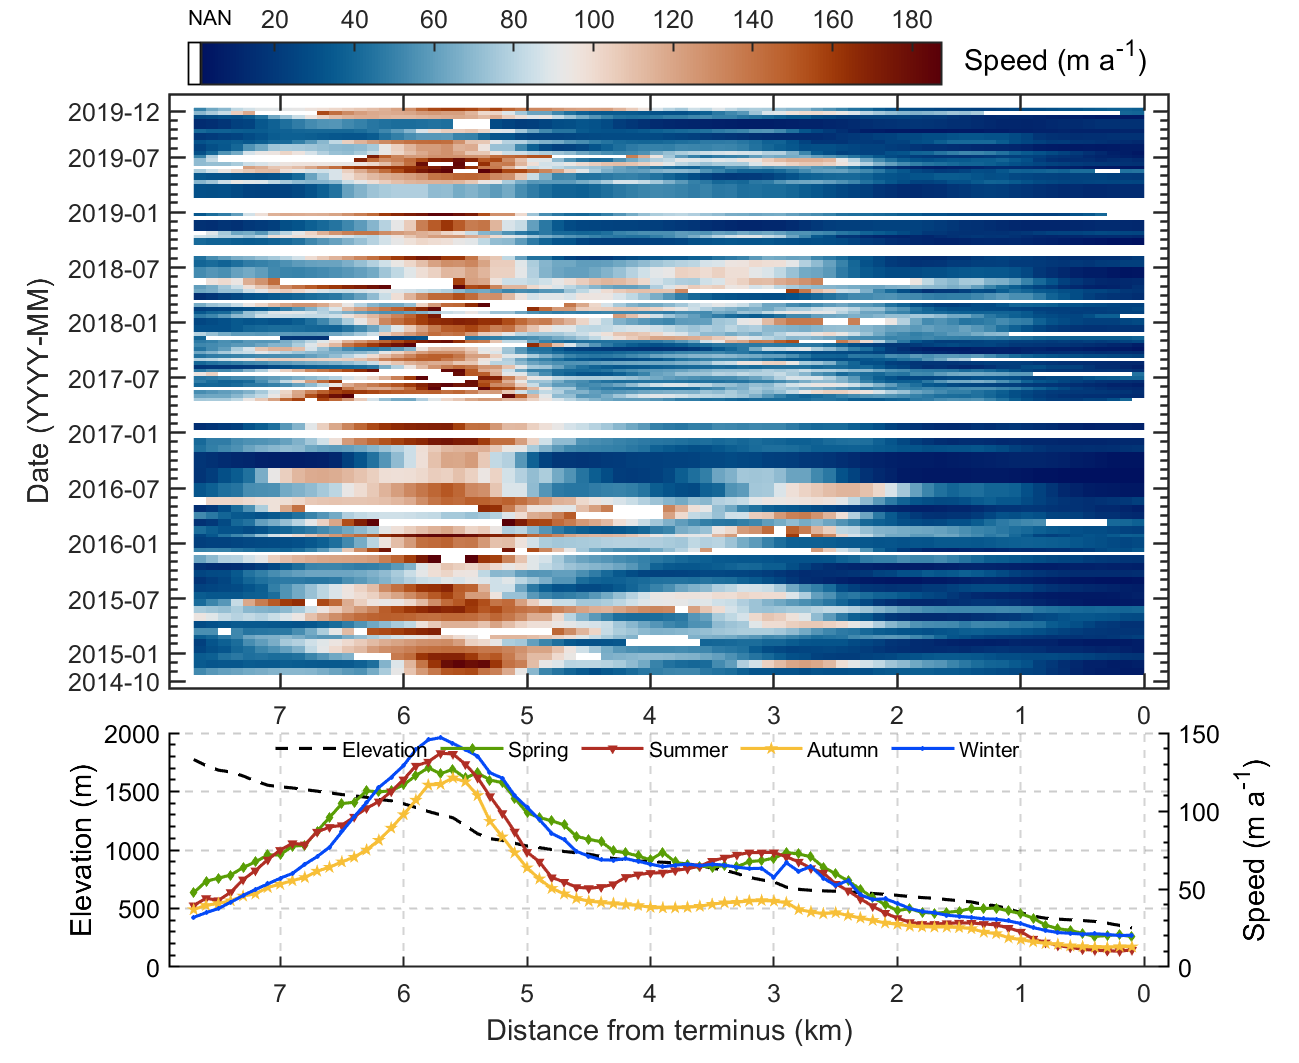 NAN 20 40 60 80 100 120 140 160 180
Speed (m a⁻¹)
Date (YYYY-MM)
2019-12
2019-07
2019-01
2018-07
2018-01
2017-07
2017-01
2016-07
2016-01
2015-07
2015-01
2014-10
7 6 5 4 3 2 1 0
Elevation (m)
2000
1500
1000
500
0
Elevation Spring Summer Autumn Winter
150
100
50
0
Speed (m a⁻¹)
7 6 5 4 3 2 1 0
Distance from terminus (km)